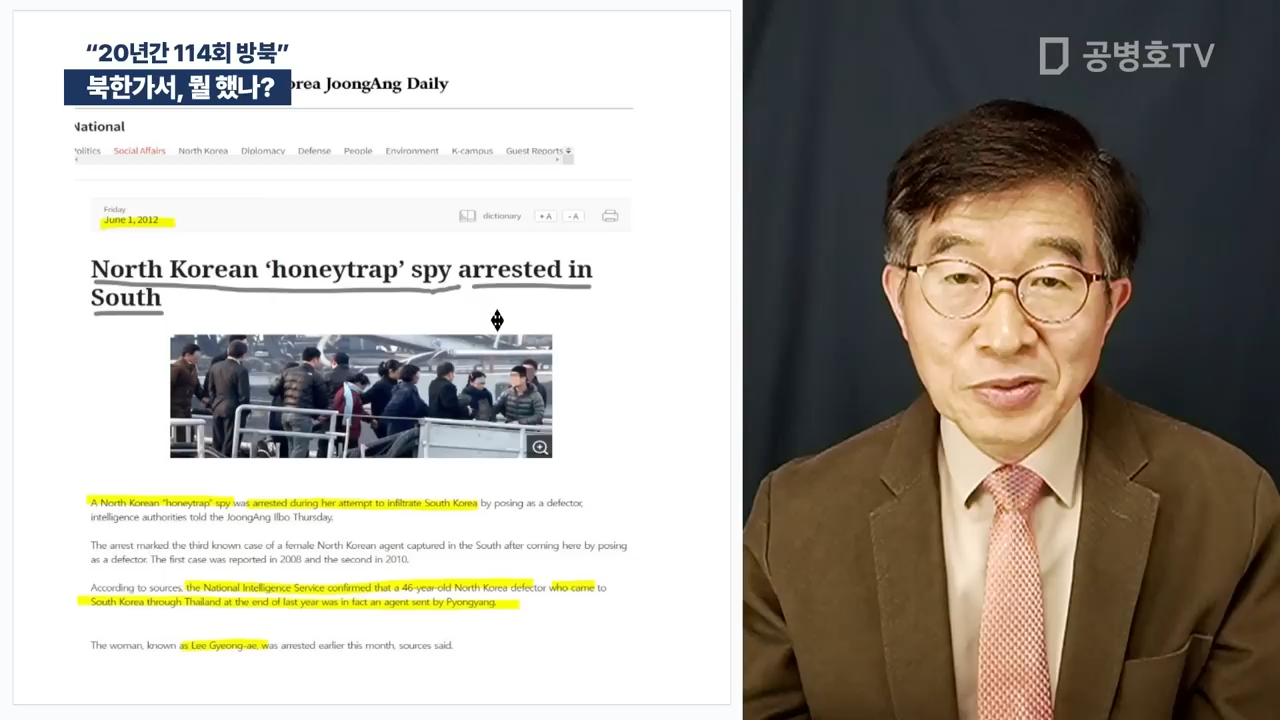 “20년간 114회 방북”
북한가서, 뭘 했나?
공병호TV
orea JoongAng Daily
National
olitics Social Affairs North Korea Diplomacy Defense People Environment K-campus Guest Reports
Friday
June 1, 2012
dictionary + A - A
North Korean ‘honeytrap’ spy arrested in
South
A North Korean “honeytrap” spy was arrested during her attempt to infiltrate South Korea by posing as a defector,
intelligence authorities told the JoongAng Ilbo Thursday.
The arrest marked the third known case of a female North Korean agent captured in the South after coming here by posing
as a defector. The first case was reported in 2008 and the second in 2010.
According to sources, the National Intelligence Service confirmed that a 46-year-old North Korea defector who came to
South Korea through Thailand at the end of last year was in fact an agent sent by Pyongyang.
The woman, known as Lee Gyeong-ae, was arrested earlier this month, sources said.